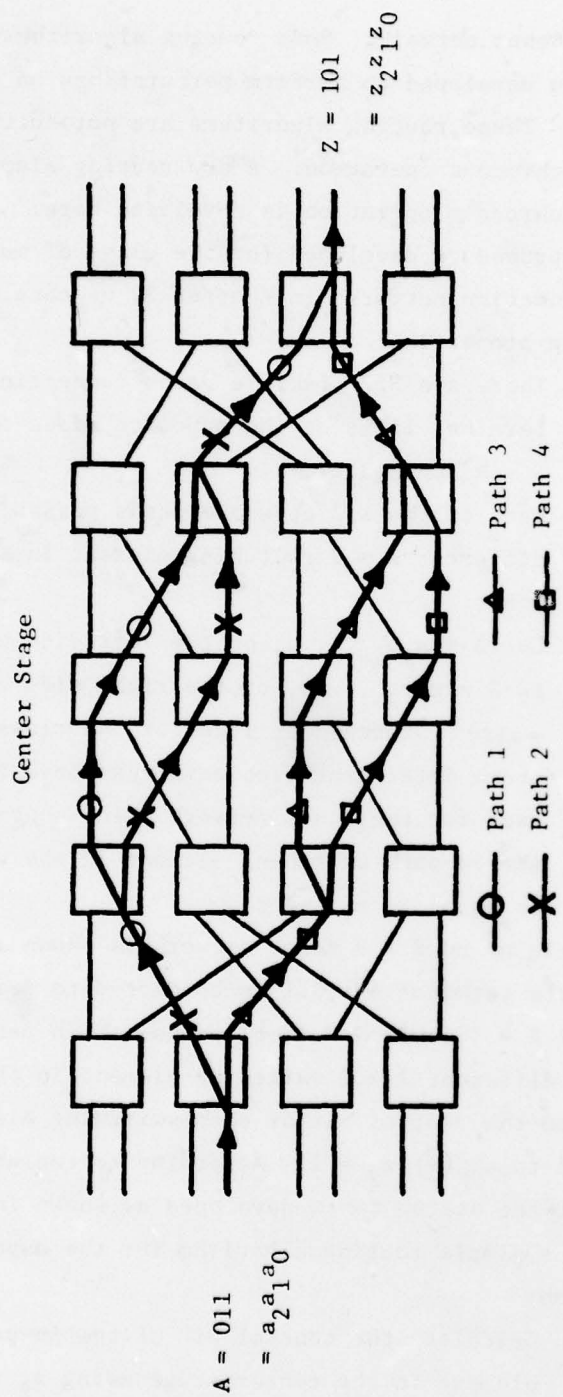 Center Stage
A = 011
= a₂a₁a₀
Z = 101
= z₂z₁z₀
Path 1
Path 2
Path 3
Path 4